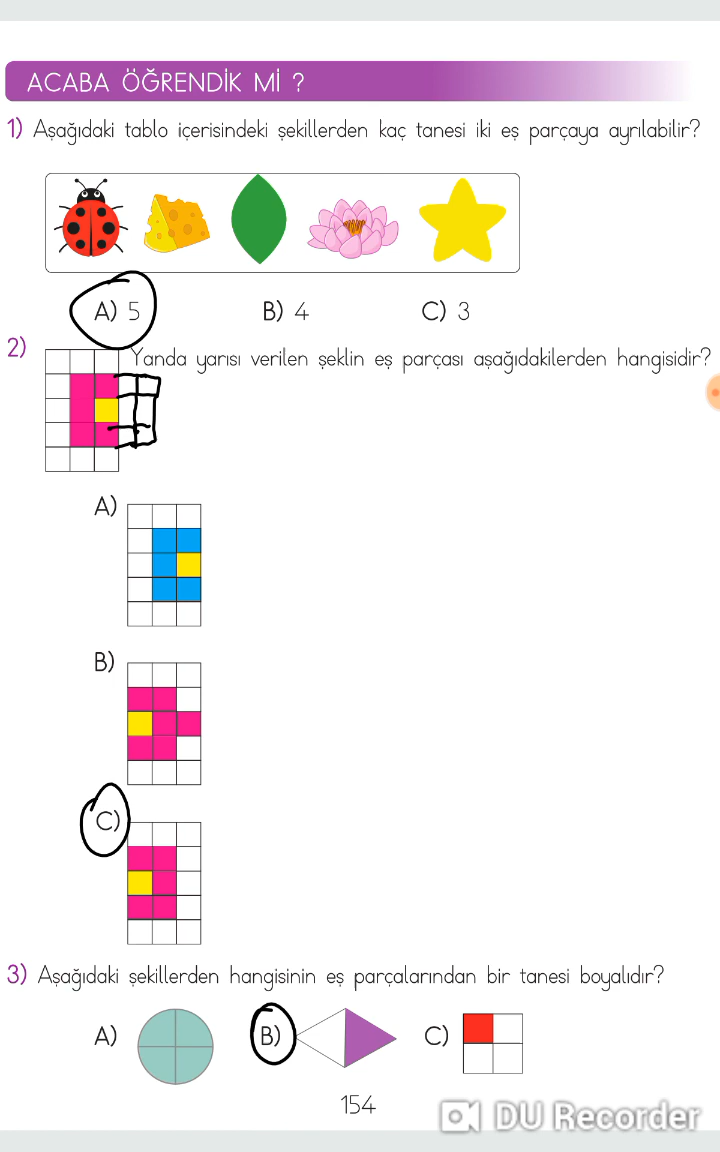 ACABA ÖĞRENDİK Mİ ?
1) Aşağıdaki tablo içerisindeki şekillerden kaç tanesi iki eş parçaya ayrılabilir?
A) 5 B) 4 C) 3
2) Yanda yarısı verilen şeklin eş parçası aşağıdakilerden hangisidir?
A)
B)
C)
3) Aşağıdaki şekillerden hangisinin eş parçalarından bir tanesi boyalıdır?
A) B) C)
154
DU Recorder